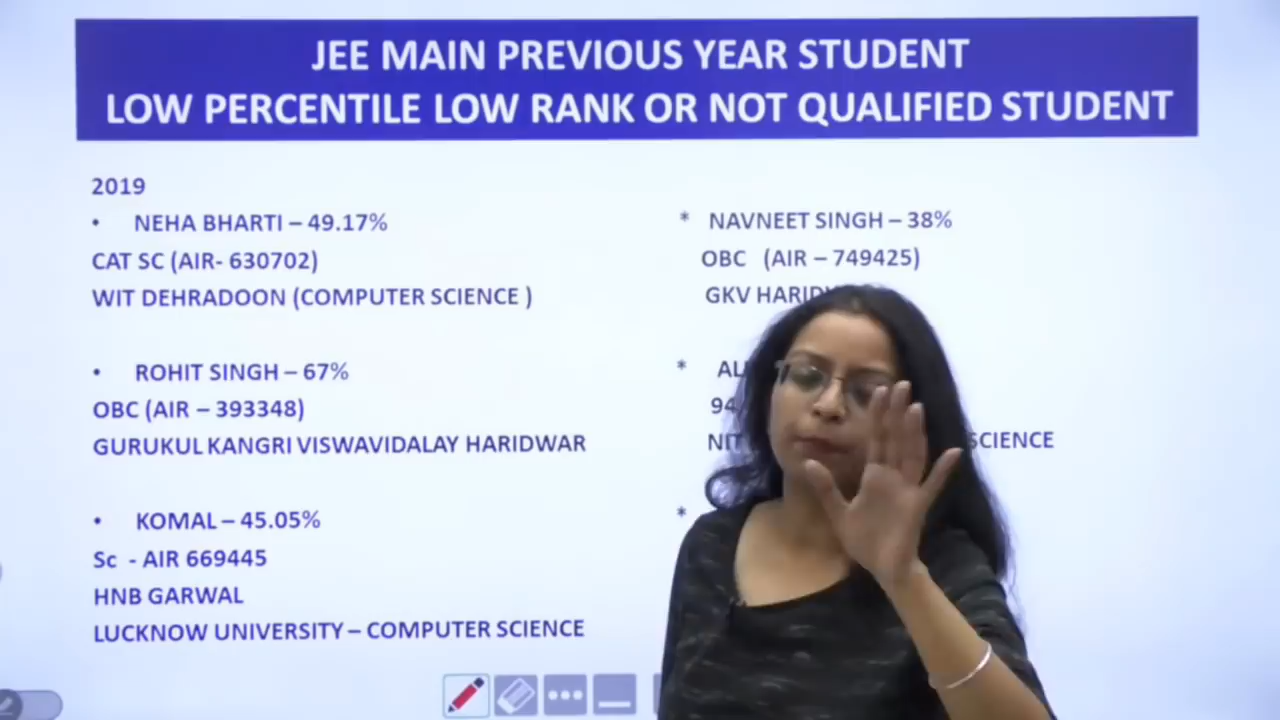 JEE MAIN PREVIOUS YEAR STUDENT
LOW PERCENTILE LOW RANK OR NOT QUALIFIED STUDENT
2019
• NEHA BHARTI – 49.17%
CAT SC (AIR- 630702)
WIT DEHRADOON (COMPUTER SCIENCE )
• ROHIT SINGH – 67%
OBC (AIR – 393348)
GURUKUL KANGRI VISWAVIDALAY HARIDWAR
• KOMAL – 45.05%
Sc - AIR 669445
HNB GARWAL
LUCKNOW UNIVERSITY – COMPUTER SCIENCE
* NAVNEET SINGH – 38%
OBC (AIR – 749425)
GKV
*
NIT SCIENCE
*